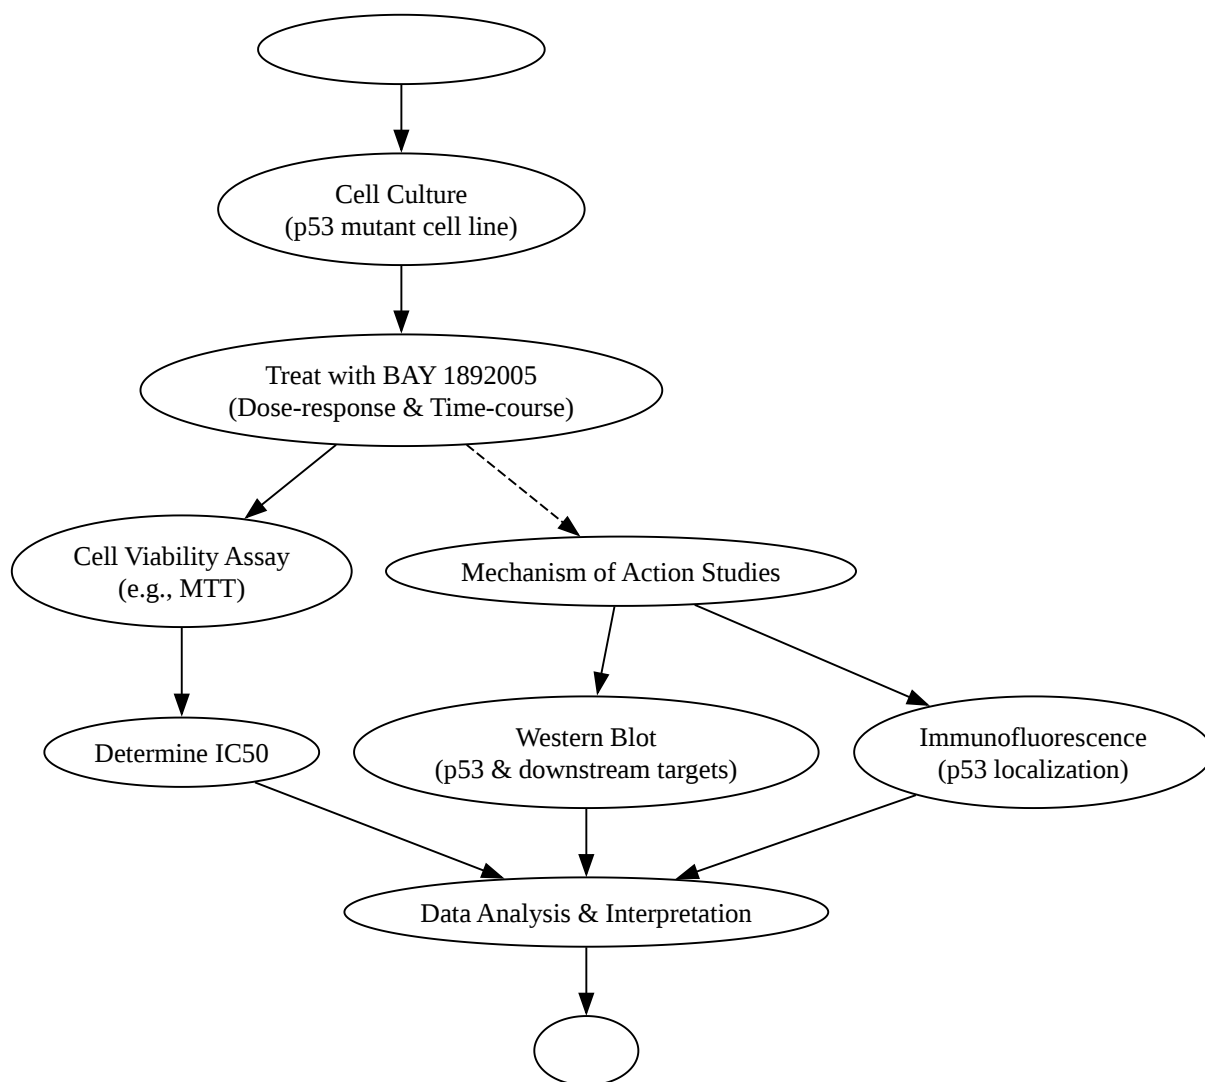 Cell Culture
(p53 mutant cell line)
Treat with BAY 1892005
(Dose-response & Time-course)
Cell Viability Assay
(e.g., MTT)
Mechanism of Action Studies
Determine IC50
Western Blot
(p53 & downstream targets)
Immunofluorescence
(p53 localization)
Data Analysis & Interpretation